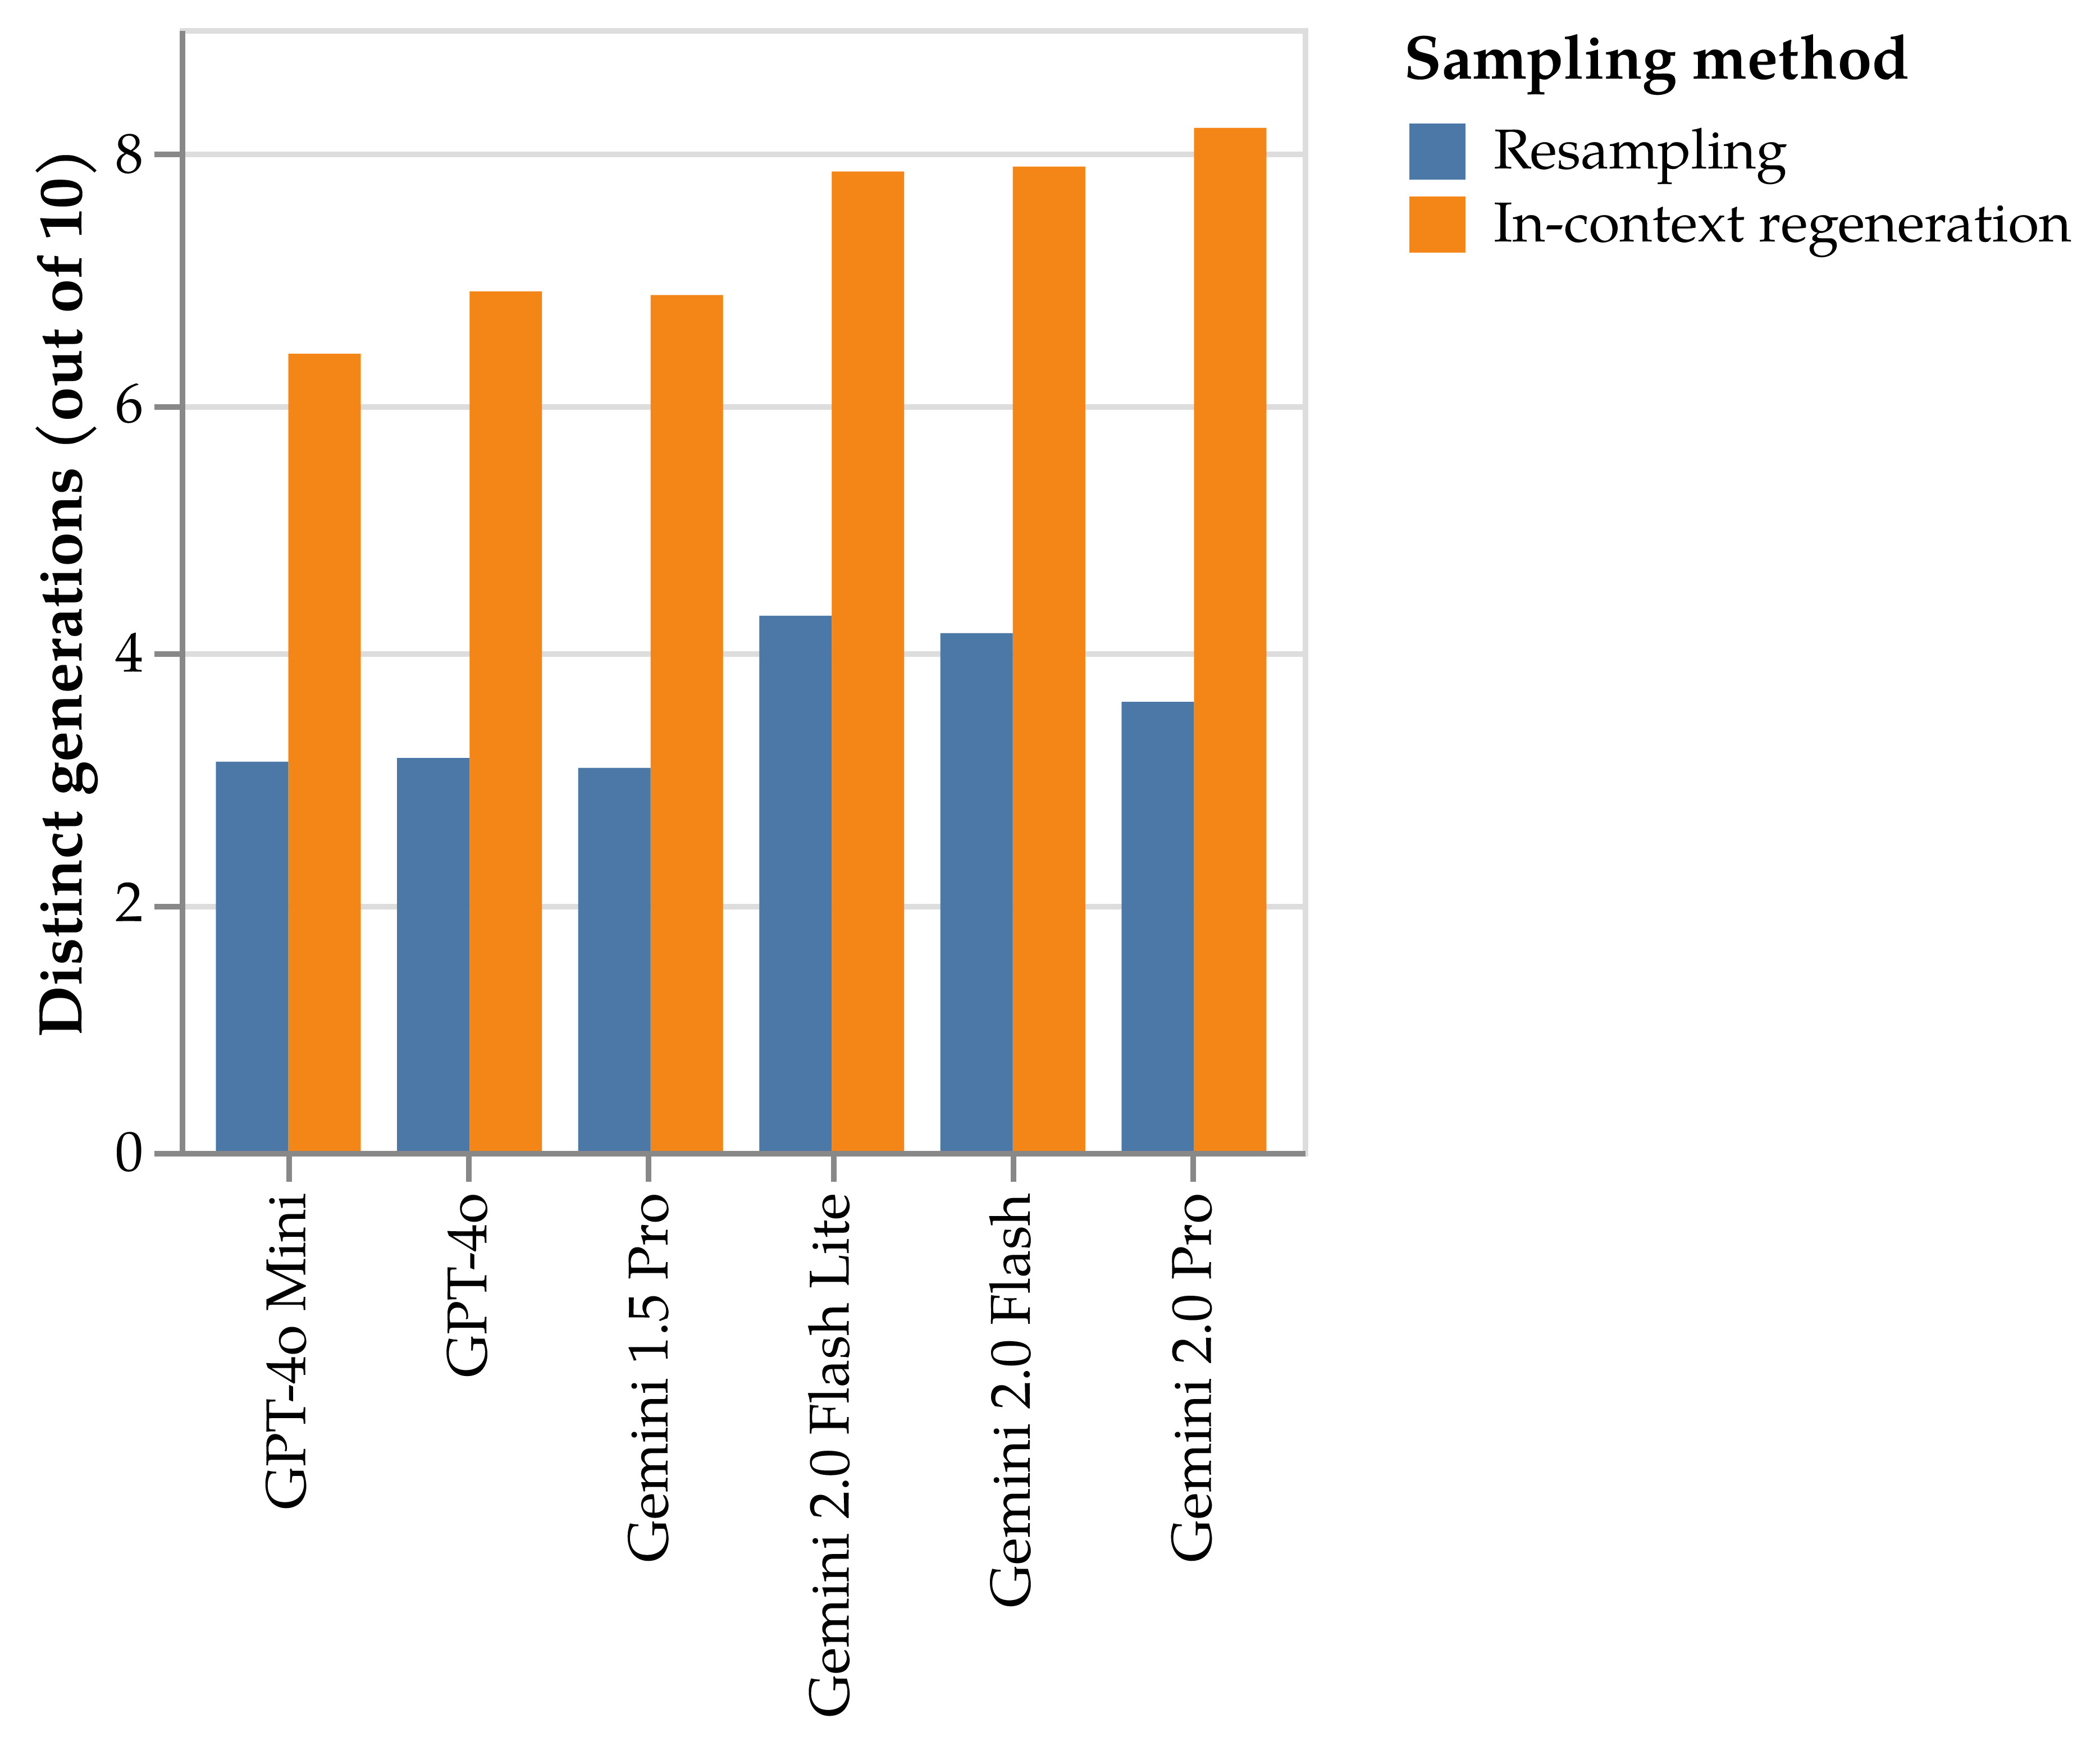 Distinct generations (out of 10)
8
6
4
2
0
GPT-4o Mini
GPT-4o
Gemini 1.5 Pro
Gemini 2.0 Flash Lite
Gemini 2.0 Flash
Gemini 2.0 Pro
Sampling method
Resampling
In-context regeneration